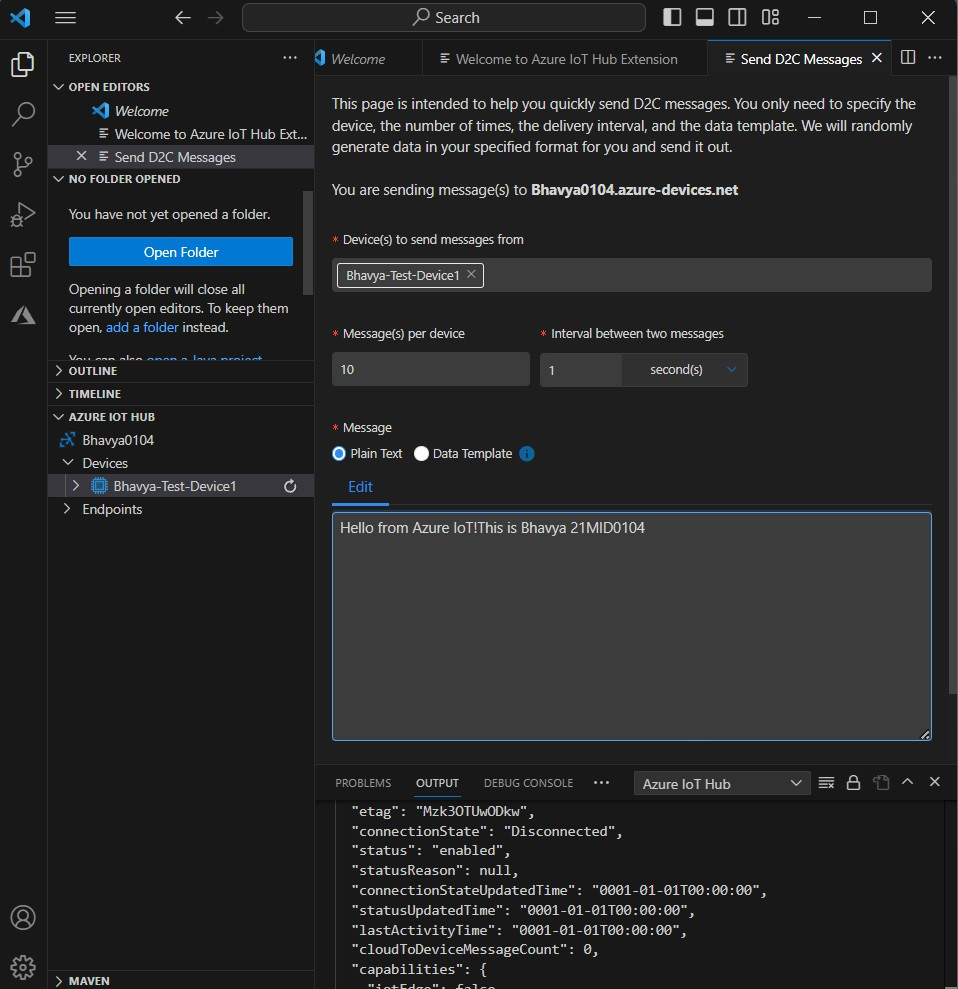 Search
EXPLORER
OPEN EDITORS
Welcome
Welcome to Azure IoT Hub Ext...
Send D2C Messages
NO FOLDER OPENED
You have not yet opened a folder.
Open Folder
Opening a folder will close all
currently open editors. To keep them
open, add a folder instead.
You can also open a Java project
OUTLINE
TIMELINE
AZURE IOT HUB
Bhavya0104
Devices
Bhavya-Test-Device1
Endpoints
MAVEN
Welcome
Welcome to Azure IoT Hub Extension
Send D2C Messages
This page is intended to help you quickly send D2C messages. You only need to specify the
device, the number of times, the delivery interval, and the data template. We will randomly
generate data in your specified format for you and send it out.
You are sending message(s) to Bhavya0104.azure-devices.net
* Device(s) to send messages from
Bhavya-Test-Device1
* Message(s) per device
* Interval between two messages
10
1
second(s)
* Message
Plain Text
Data Template
Edit
Hello from Azure IoT!This is Bhavya 21MID0104
PROBLEMS
OUTPUT
DEBUG CONSOLE
Azure IoT Hub
"etag": "Mzk3OTUwODkw",
"connectionState": "Disconnected",
"status": "enabled",
"statusReason": null,
"connectionStateUpdatedTime": "0001-01-01T00:00:00",
"statusUpdatedTime": "0001-01-01T00:00:00",
"lastActivityTime": "0001-01-01T00:00:00",
"cloudToDeviceMessageCount": 0,
"capabilities": {
"iotEdge": false